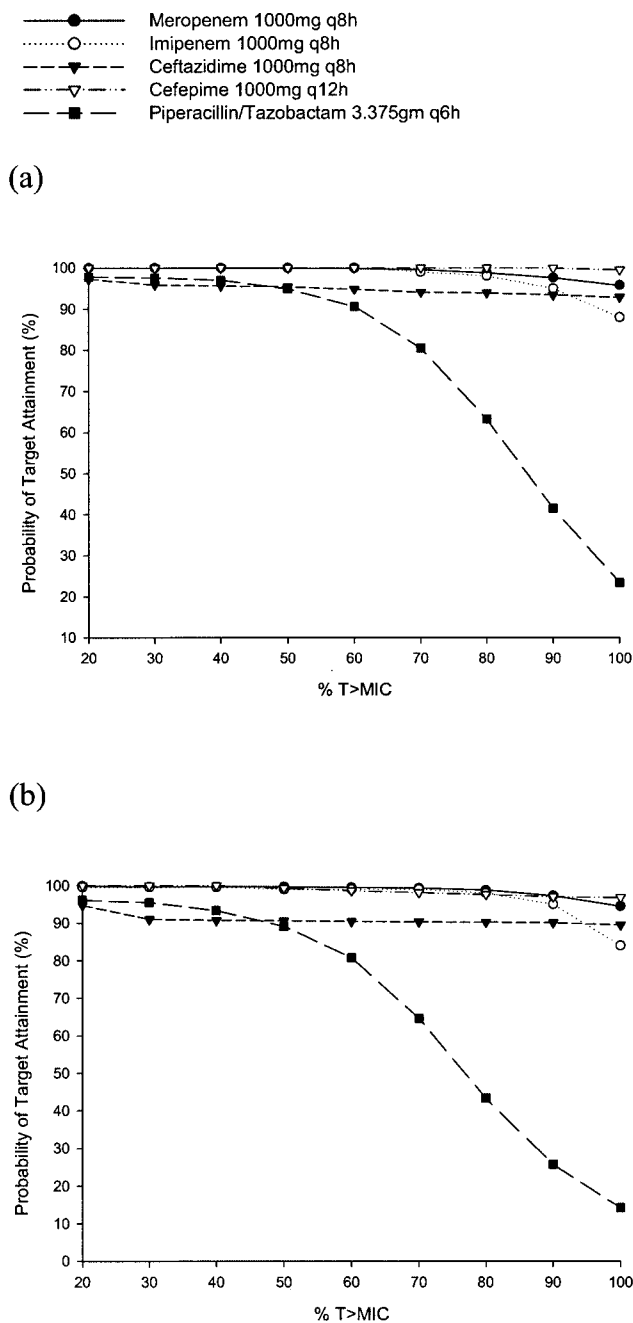 Meropenem 1000mg q8h
Imipenem 1000mg q8h
Ceftazidime 1000mg q8h
Cefepime 1000mg q12h
Piperacillin/Tazobactam 3.375gm q6h
(a)
Probability of Target Attainment (%)
100
90
80
70
60
50
40
30
20
10
20 30 40 50 60 70 80 90 100
% T>MIC
(b)
Probability of Target Attainment (%)
100
90
80
70
60
50
40
30
20
10
0
20 30 40 50 60 70 80 90 100
% T>MIC